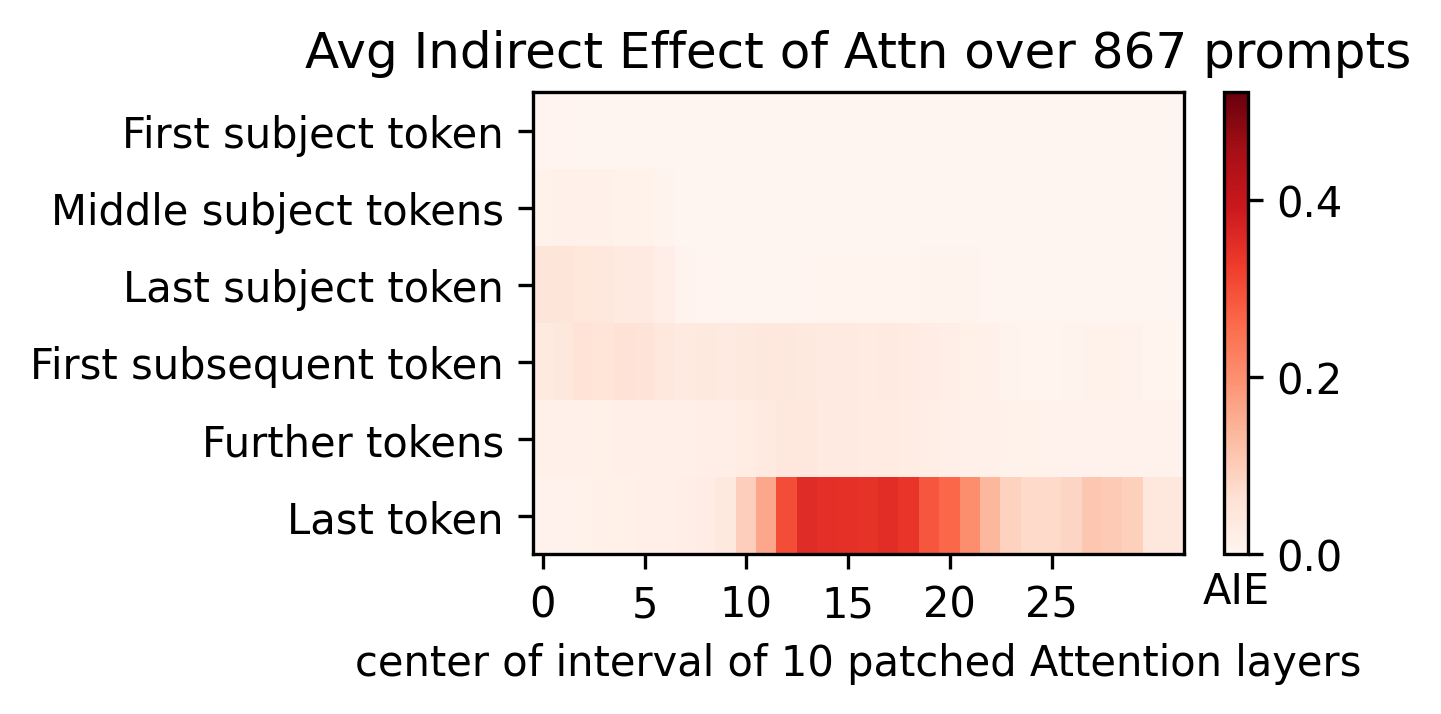 Avg Indirect Effect of Attn over 867 prompts
First subject token
Middle subject tokens
Last subject token
First subsequent token
Further tokens
Last token
0 5 10 15 20 25
center of interval of 10 patched Attention layers
0.4
0.2
0.0
AIE